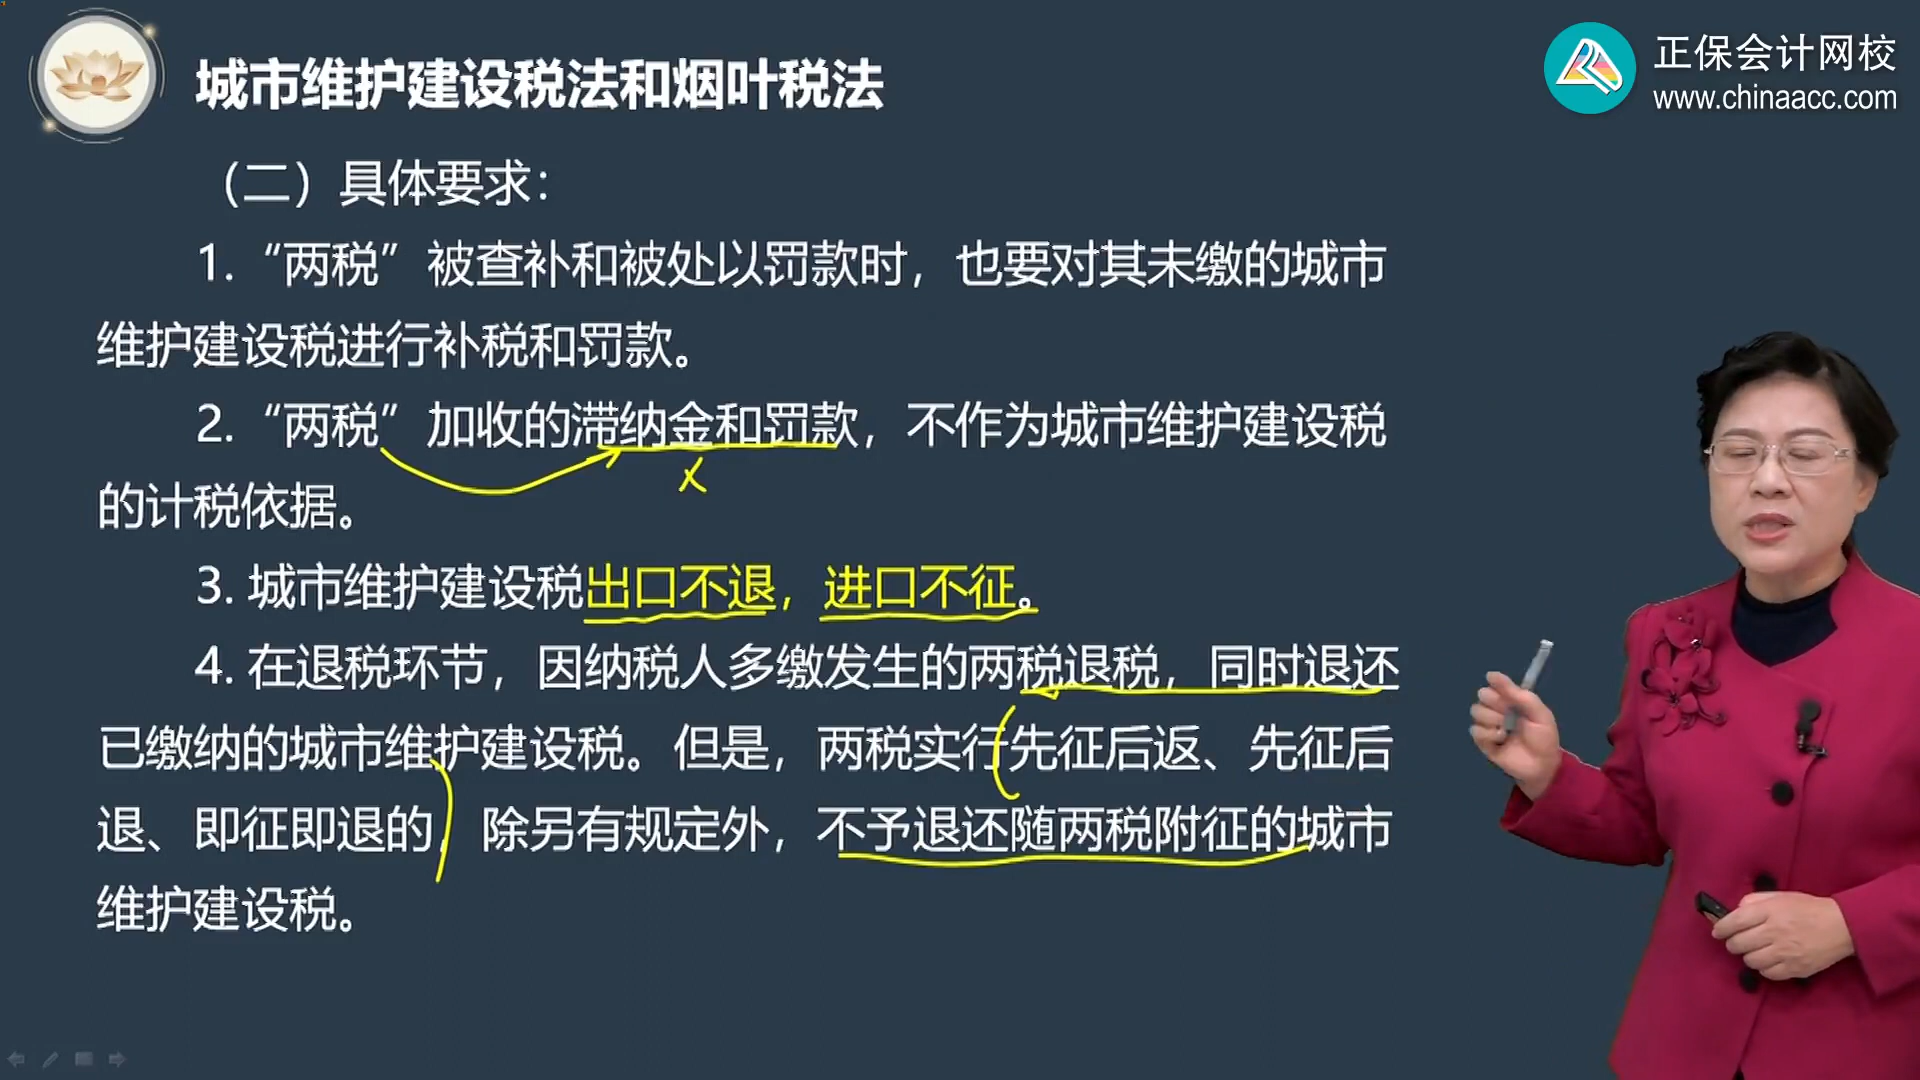 城市维护建设税法和烟叶税法
正保会计网校
www.chinaacc.com
（二）具体要求：
1. “两税”被查补和被处以罚款时，也要对其未缴的城市
维护建设税进行补税和罚款。
2. “两税”加收的滞纳金和罚款，不作为城市维护建设税
的计税依据。
3. 城市维护建设税出口不退，进口不征。
4. 在退税环节，因纳税人多缴发生的两税退税，同时退还
已缴纳的城市维护建设税。但是，两税实行先征后返、先征后
退、即征即退的，除另有规定外，不予退还随两税附征的城市
维护建设税。